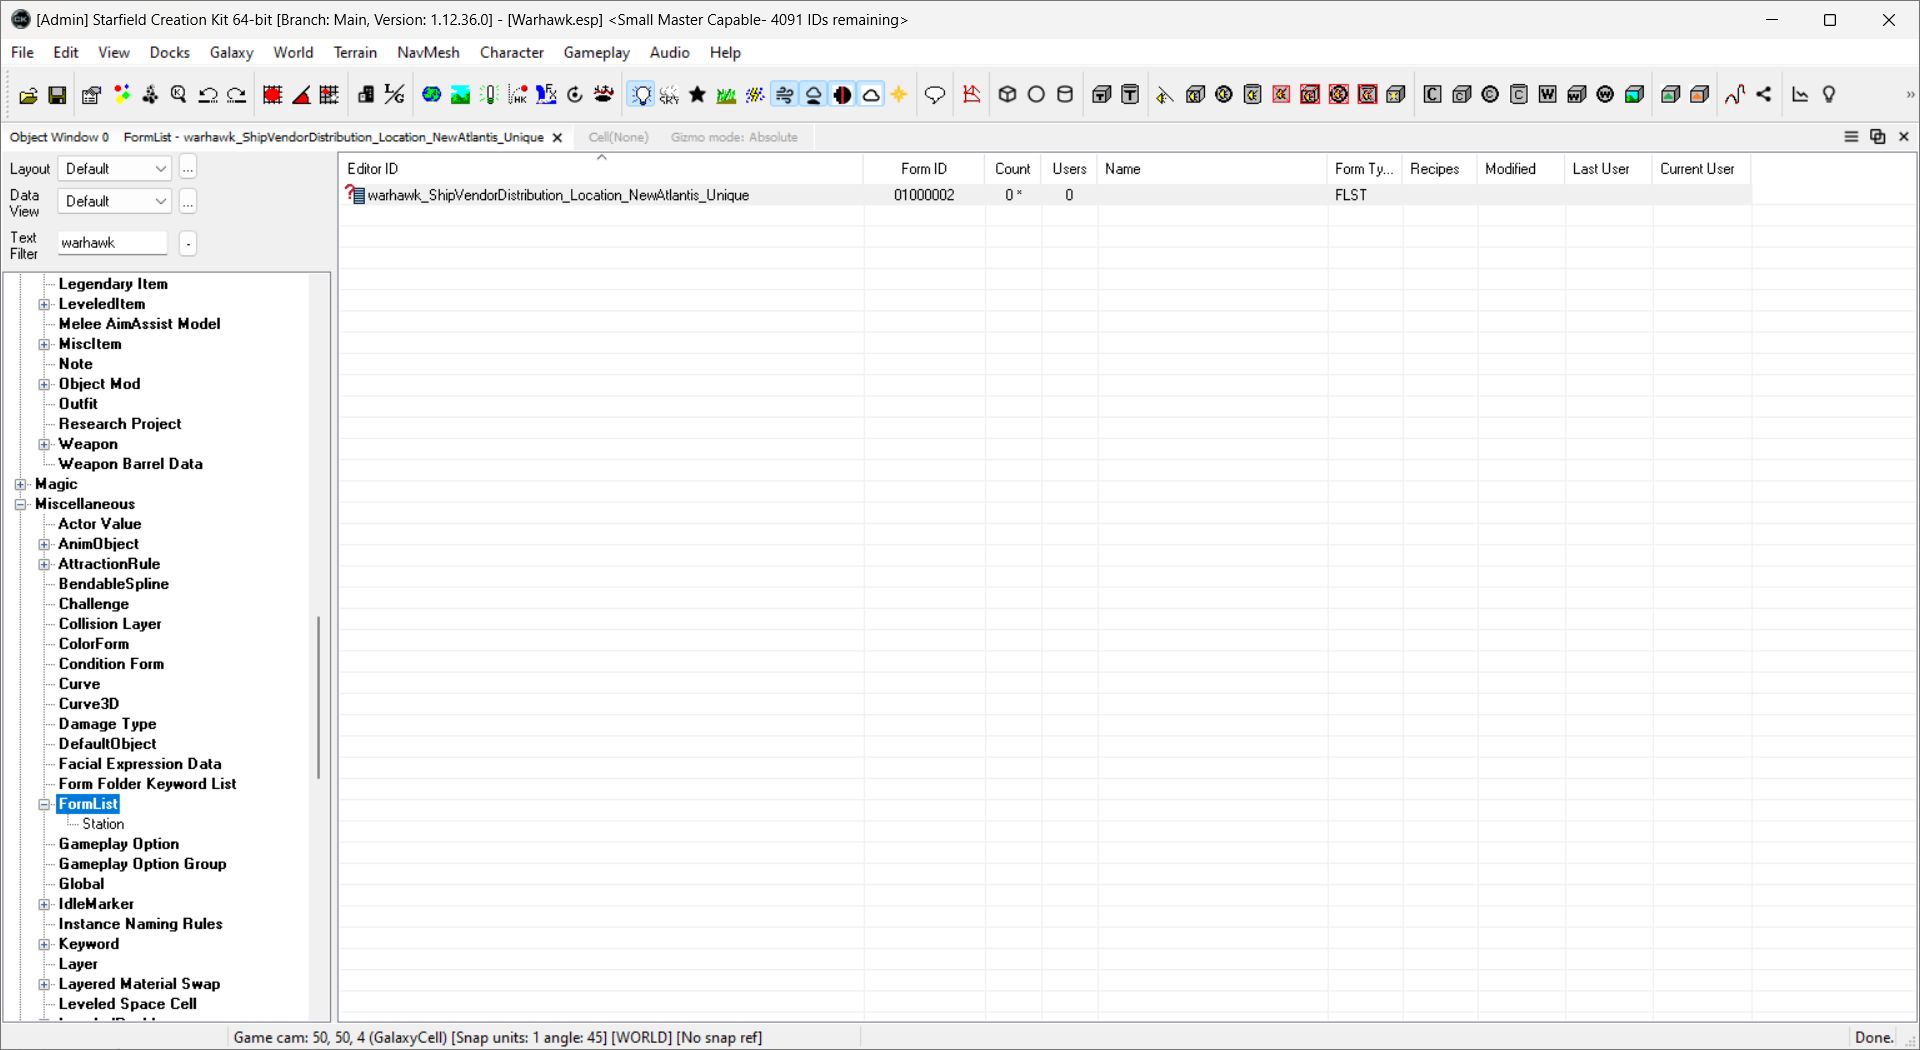 [Admin] Starfield Creation Kit 64-bit [Branch: Main, Version: 1.12.36.0] - [Warhawk.esp] <Small Master Capable- 4091 IDs remaining>
File Edit View Docks Galaxy World Terrain NavMesh Character Gameplay Audio Help
Object Window 0 FormList - warhawk_ShipVendorDistribution_Location_NewAtlantis_Unique Cell(None) Gizmo mode: Absolute
Layout Default ...
Data View Default ...
Text Filter warhawk .
Editor ID Form ID Count Users Name Form Ty... Recipes Modified Last User Current User
warhawk_ShipVendorDistribution_Location_NewAtlantis_Unique 01000002 0 * 0 FLST
Legendary Item
LeveledItem
Melee AimAssist Model
MiscItem
Note
Object Mod
Outfit
Research Project
Weapon
Weapon Barrel Data
Magic
Miscellaneous
Actor Value
AnimObject
AttractionRule
BendableSpline
Challenge
Collision Layer
ColorForm
Condition Form
Curve
Curve3D
Damage Type
DefaultObject
Facial Expression Data
Form Folder Keyword List
FormList
Station
Gameplay Option
Gameplay Option Group
Global
IdleMarker
Instance Naming Rules
Keyword
Layer
Layered Material Swap
Leveled Space Cell
Game cam: 50, 50, 4 (GalaxyCell) [Snap units: 1 angle: 45] [WORLD] [No snap ref]
Done.